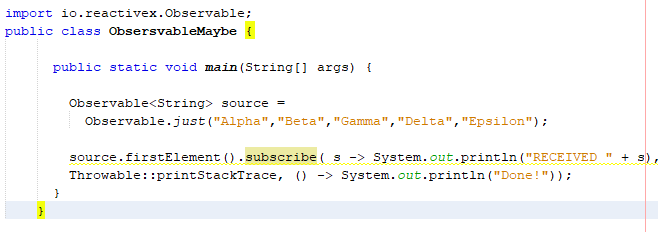 import io.reactivex.Observable;
public class ObsersvableMaybe {
public static void main(String[] args) {
Observable<String> source =
Observable.just("Alpha","Beta","Gamma","Delta","Epsilon");
source.firstElement().subscribe( s -> System.out.println("RECEIVED " + s),
Throwable::printStackTrace, () -> System.out.println("Done!"));
}
}